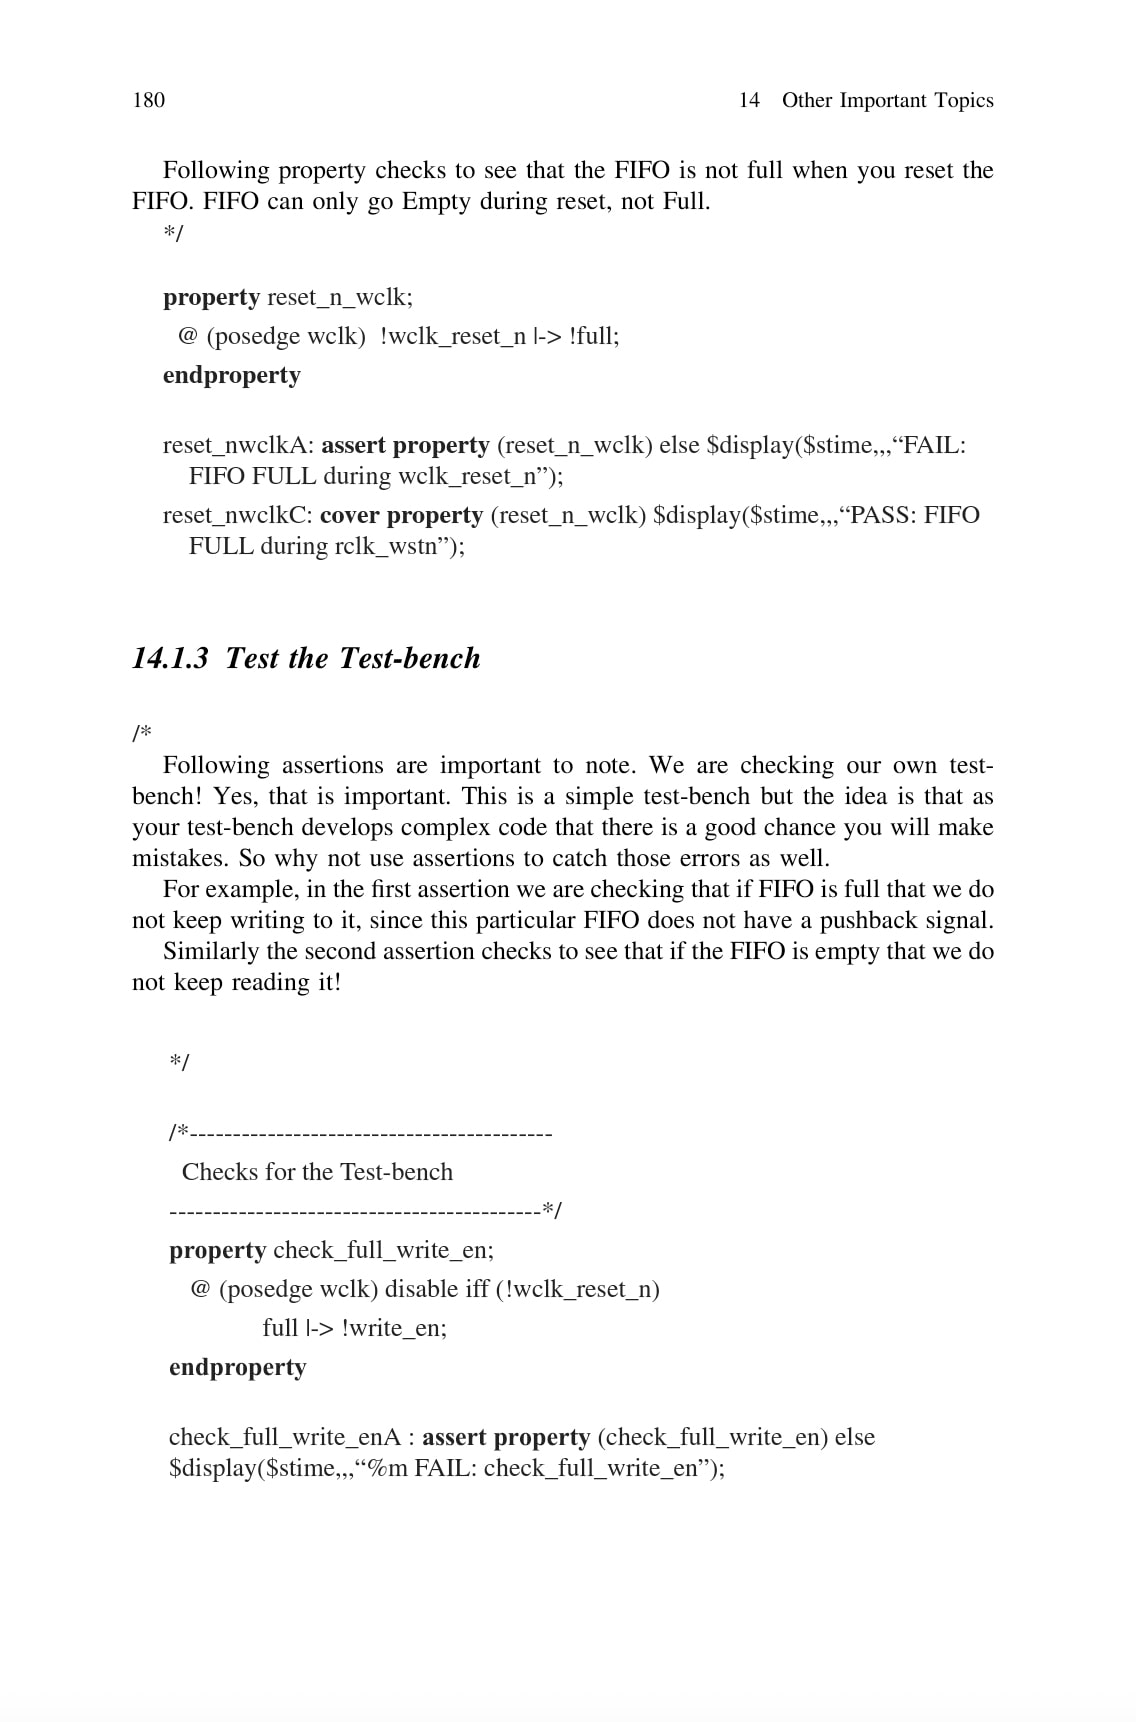 180 14 Other Important Topics
Following property checks to see that the FIFO is not full when you reset the
FIFO. FIFO can only go Empty during reset, not Full.
*/
property reset_n_wclk;
@ (posedge wclk) !wclk_reset_n |-> !full;
endproperty
reset_nwclkA: assert property (reset_n_wclk) else $display($stime,,,“FAIL:
FIFO FULL during wclk_reset_n”);
reset_nwclkC: cover property (reset_n_wclk) $display($stime,,,“PASS: FIFO
FULL during rclk_wstn”);
14.1.3 Test the Test-bench
/*
Following assertions are important to note. We are checking our own test-
bench! Yes, that is important. This is a simple test-bench but the idea is that as
your test-bench develops complex code that there is a good chance you will make
mistakes. So why not use assertions to catch those errors as well.
For example, in the first assertion we are checking that if FIFO is full that we do
not keep writing to it, since this particular FIFO does not have a pushback signal.
Similarly the second assertion checks to see that if the FIFO is empty that we do
not keep reading it!
*/
/*------------------------------------------
Checks for the Test-bench
-------------------------------------------*/
property check_full_write_en;
@ (posedge wclk) disable iff (!wclk_reset_n)
full |-> !write_en;
endproperty
check_full_write_enA : assert property (check_full_write_en) else
$display($stime,,,“%m FAIL: check_full_write_en”);